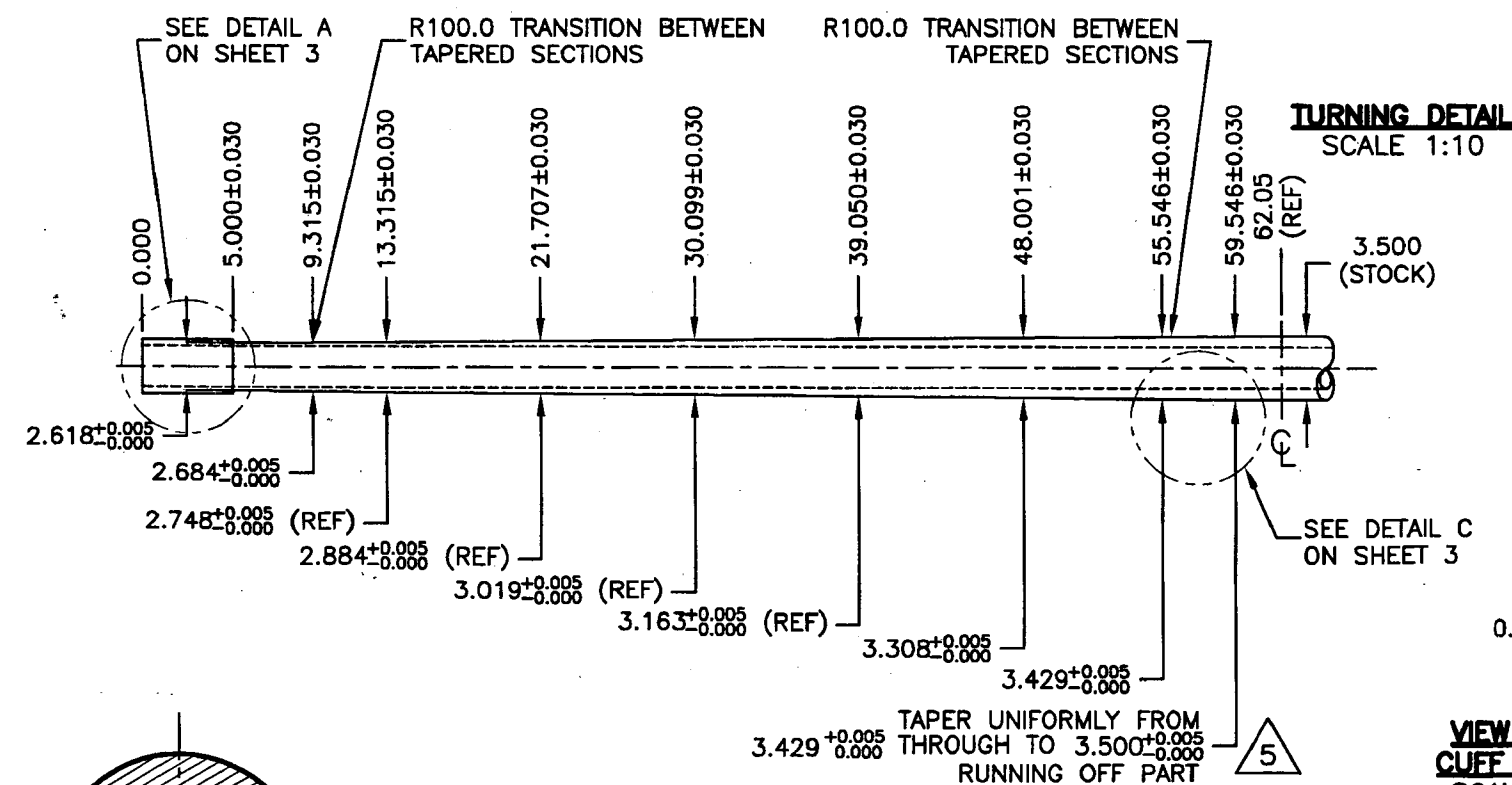 SEE DETAIL A
ON SHEET 3
R100.0 TRANSITION BETWEEN
TAPERED SECTIONS
R100.0 TRANSITION BETWEEN
TAPERED SECTIONS
TURNING DETAIL
SCALE 1:10
0.000
5.000±0.030
9.315±0.030
13.315±0.030
21.707±0.030
30.099±0.030
39.050±0.030
48.001±0.030
55.546±0.030
59.546±0.030
62.05
(REF)
3.500
(STOCK)
2.618+0.005
-0.000
2.684+0.005
-0.000
2.748+0.005
-0.000 (REF)
2.884+0.005
-0.000 (REF)
3.019+0.005
-0.000 (REF)
3.163+0.005
-0.000 (REF)
3.308+0.005
-0.000
3.429+0.005
-0.000
℄
SEE DETAIL C
ON SHEET 3
0.
TAPER UNIFORMLY FROM
3.429 +0.005
0.000 THROUGH TO 3.500+0.005
-0.000
RUNNING OFF PART
5
VIEW
CUFF